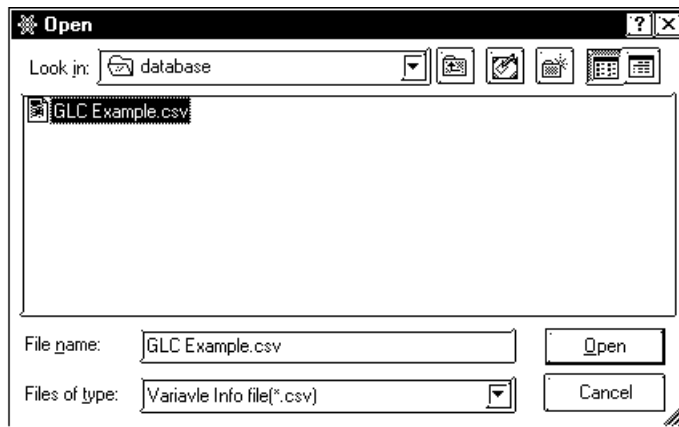 Open
Look in: database
GLC Example.csv
File name: GLC Example.csv
Open
Files of type: Variavle Info file(*.csv)
Cancel